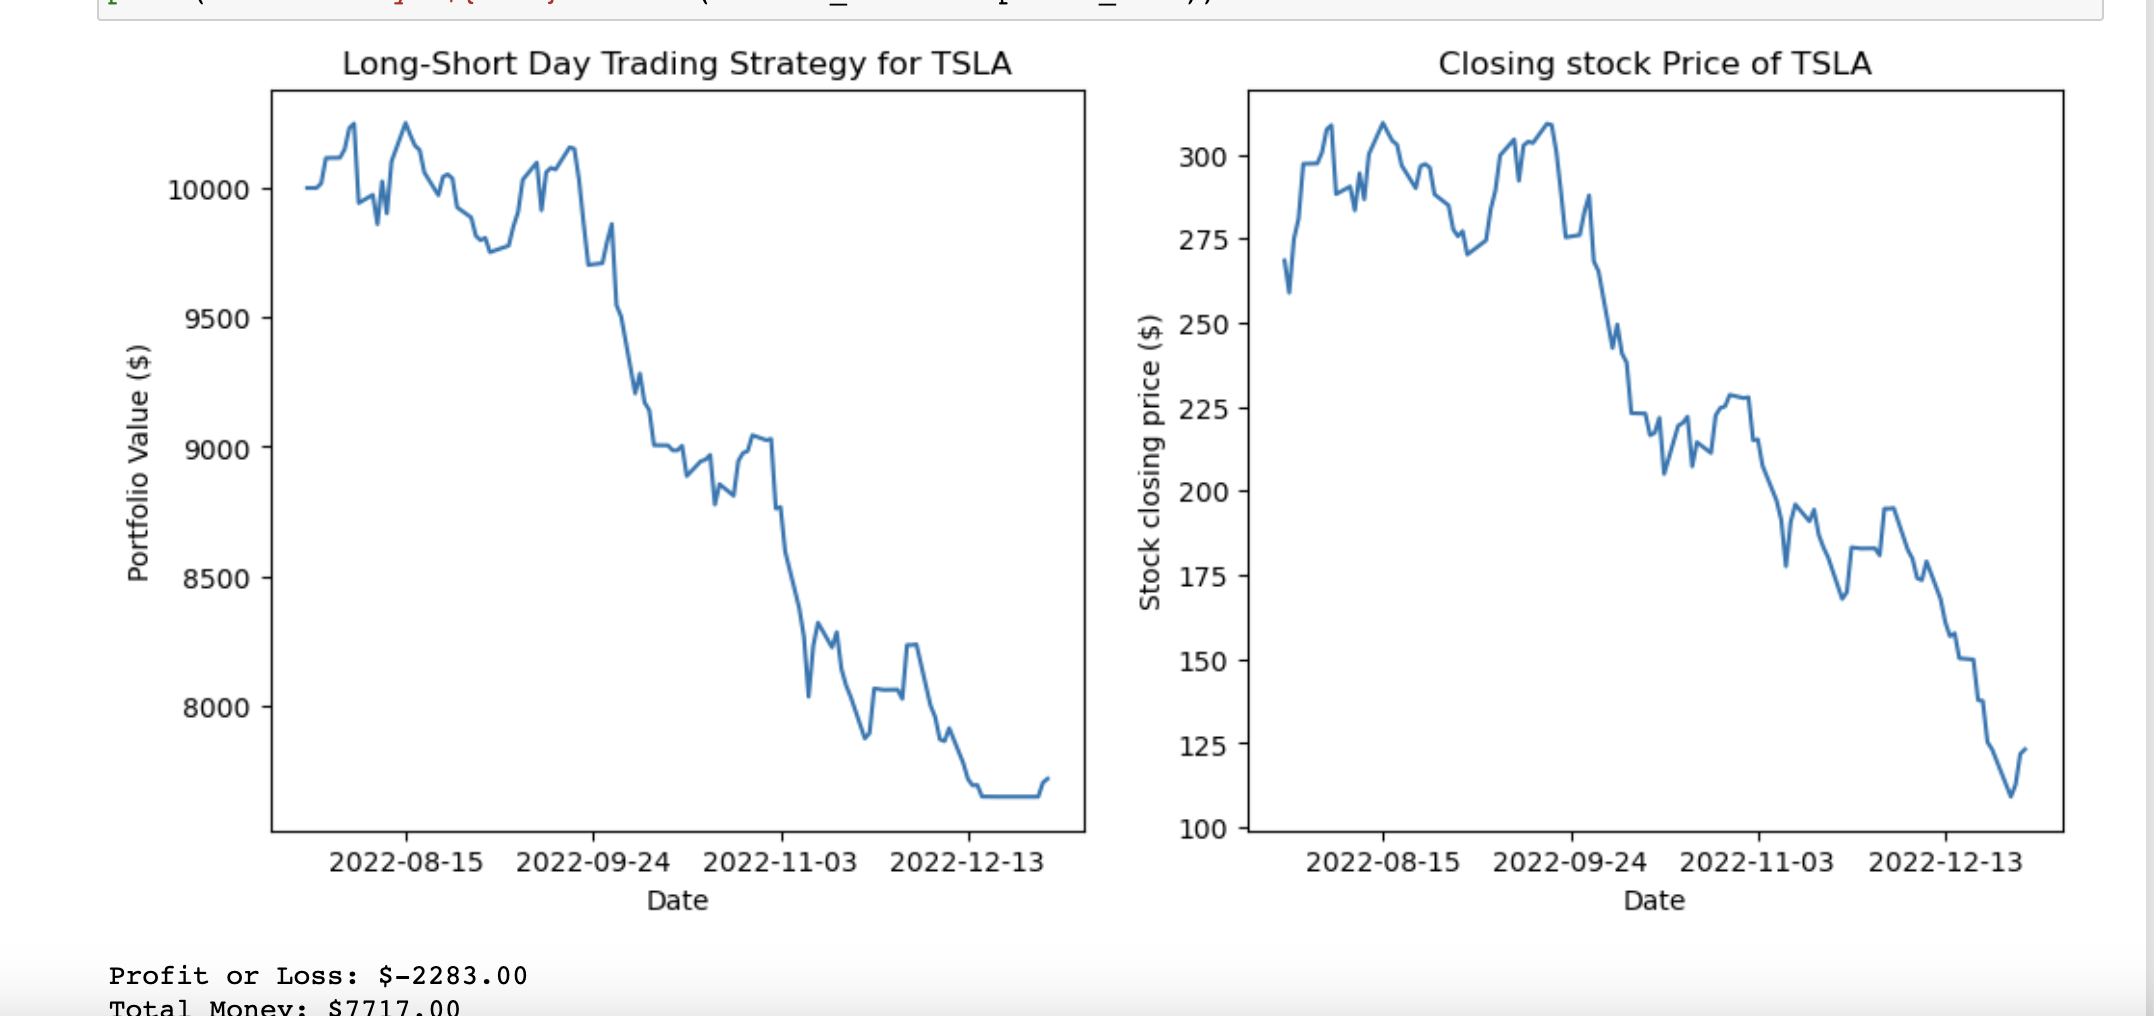 Long-Short Day Trading Strategy for TSLA
Portfolio Value ($)
10000
9500
9000
8500
8000
2022-08-15 2022-09-24 2022-11-03 2022-12-13
Date
Closing stock Price of TSLA
Stock closing price ($)
300
275
250
225
200
175
150
125
100
2022-08-15 2022-09-24 2022-11-03 2022-12-13
Date
Profit or Loss: $-2283.00
Total Money: $7717.00